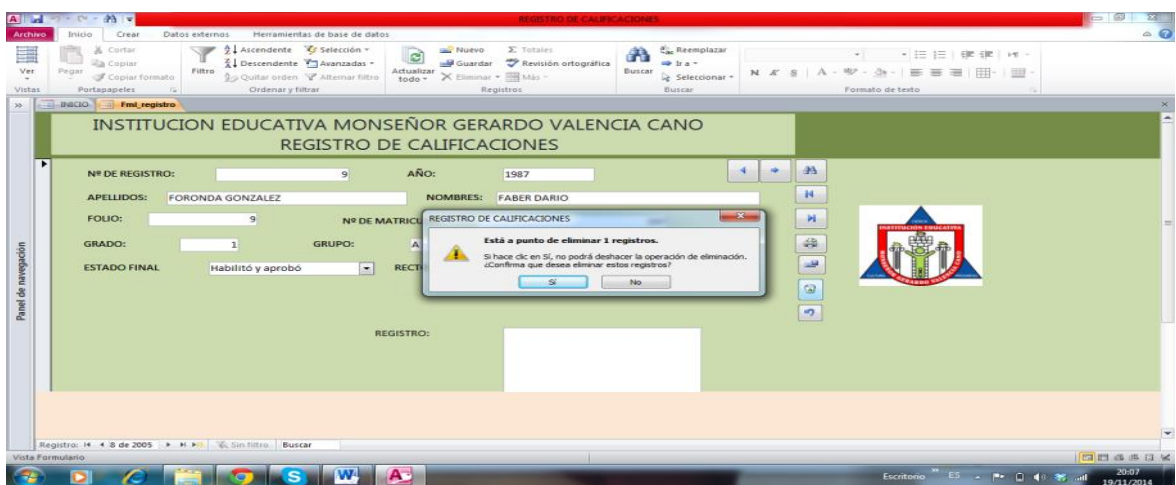 REGISTRO DE CALIFICACIONES
Archivo Inicio Crear Datos externos Herramientas de base de datos
Ver
Vistas
Pegar
Cortar
Copiar
Copiar formato
Portapapeles
Filtro
Ascendente
Descendente
Quitar orden
Selección
Avanzadas
Alternar filtro
Ordenar y filtrar
Actualizar todo
Nuevo
Guardar
Eliminar
Totales
Revisión ortográfica
Más
Registros
Buscar
Reemplazar
Ir a
Seleccionar
Buscar
N K S A
Formato de texto
INICIO Fml_registro
INSTITUCION EDUCATIVA MONSEÑOR GERARDO VALENCIA CANO
REGISTRO DE CALIFICACIONES
Nº DE REGISTRO: 9 AÑO: 1987
APELLIDOS: FORONDA GONZALEZ NOMBRES: FABER DARIO
FOLIO: 9 Nº DE MATRICU
GRADO: 1 GRUPO: A
ESTADO FINAL Habilitó y aprobó RECT
REGISTRO:
REGISTRO DE CALIFICACIONES
Está a punto de eliminar 1 registros.
Si hace clic en Sí, no podrá deshacer la operación de eliminación.
¿Confirma que desea eliminar estos registros?
Sí No
INSTITUCIÓN EDUCATIVA
GERARDO VALENCIA CANO
Panel de navegación
Registro: 8 de 2005 Sin filtro Buscar
Vista Formulario
Escritorio ES
20:07
19/11/2014